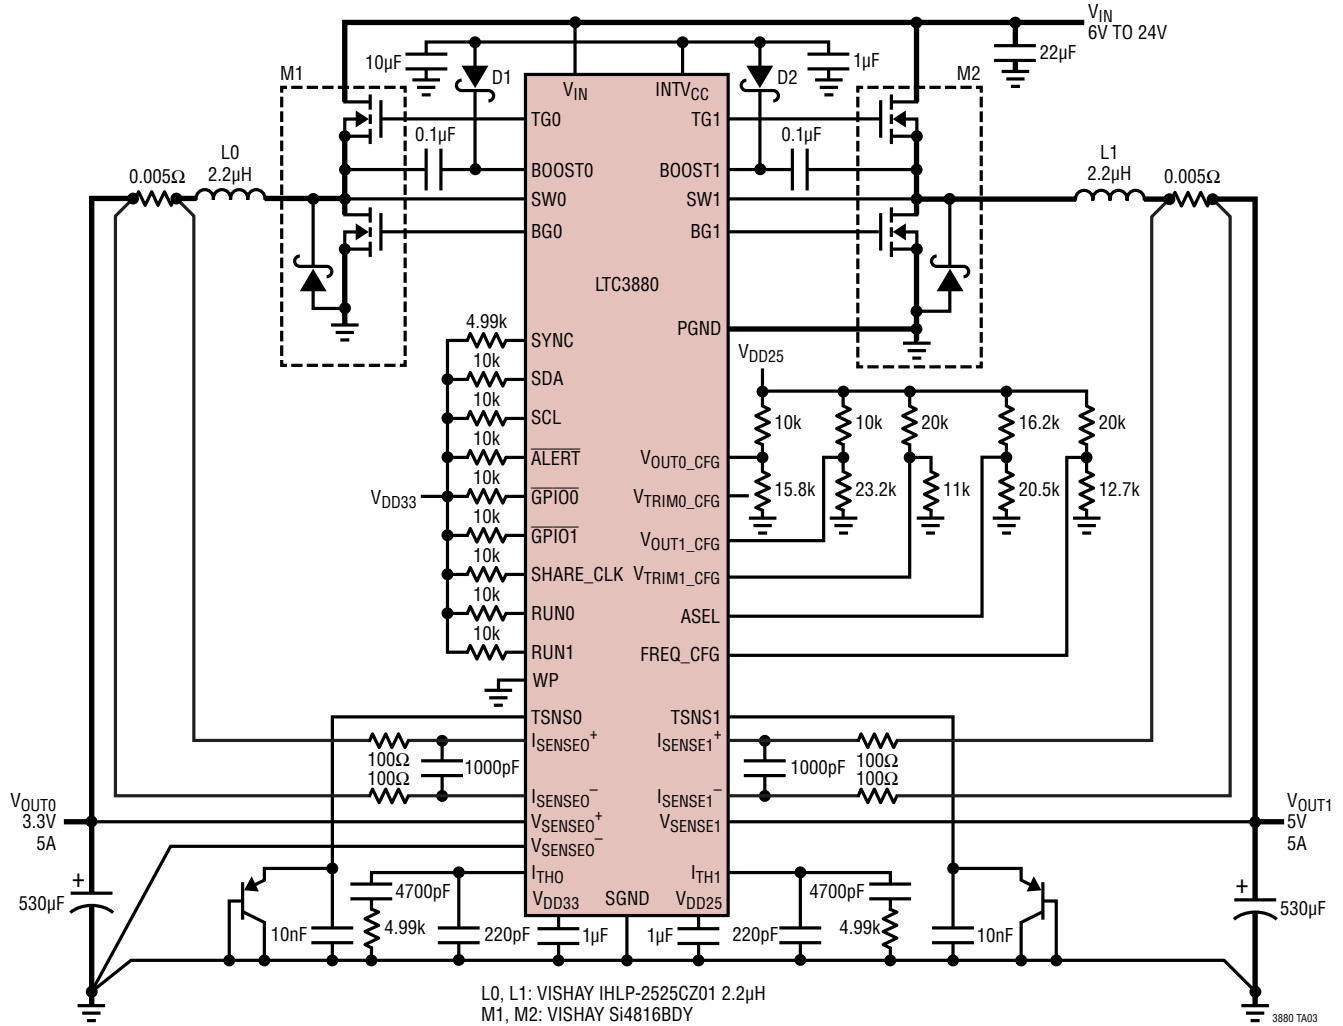 VIN
6V TO 24V
10µF
1µF
22µF
M1
D1
VIN
INTVCC
D2
M2
TG0
TG1
0.1µF
0.1µF
L0
2.2µH
0.005Ω
BOOST0
BOOST1
L1
2.2µH
0.005Ω
SW0
SW1
BG0
BG1
LTC3880
PGND
4.99k
SYNC
VDD25
10k
SDA
10k
SCL
10k
10k
20k
16.2k
20k
10k
ALERT
VOUT0_CFG
10k
VDD33
GPIO0
VTRIM0_CFG
15.8k
23.2k
11k
20.5k
12.7k
10k
GPIO1
VOUT1_CFG
10k
SHARE_CLK
VTRIM1_CFG
10k
RUN0
ASEL
10k
RUN1
FREQ_CFG
WP
TSNS0
TSNS1
ISENSE0+
ISENSE1+
100Ω
100Ω
1000pF
1000pF
100Ω
100Ω
ISENSE0–
ISENSE1–
VOUT0
3.3V
5A
VSENSE0+
VSENSE1
VOUT1
5V
5A
VSENSE0–
ITH0
ITH1
4700pF
4700pF
+
530µF
VDD33
SGND
VDD25
+
530µF
10nF
4.99k
220pF
1µF
1µF
220pF
4.99k
10nF
L0, L1: VISHAY IHLP-2525CZ01 2.2µH
M1, M2: VISHAY Si4816BDY
3880 TA03